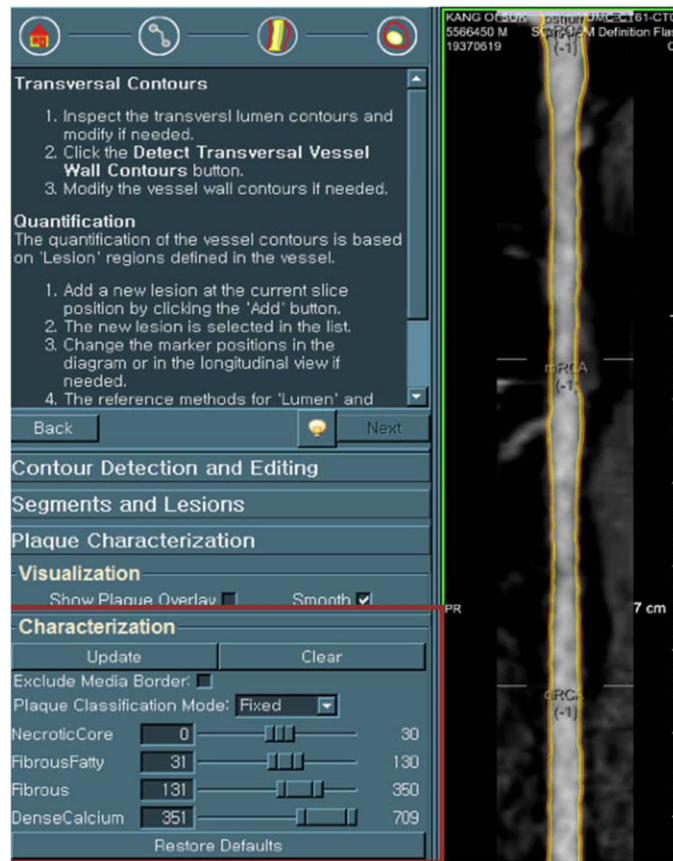 Transversal Contours
1. Inspect the transversl lumen contours and
modify if needed.
2. Click the Detect Transversal Vessel
Wall Contours button.
3. Modify the vessel wall contours if needed.
Quantification
The quantification of the vessel contours is based
on 'Lesion' regions defined in the vessel.
1. Add a new lesion at the current slice
position by clicking the 'Add' button.
2. The new lesion is selected in the list.
3. Change the marker positions in the
diagram or in the longitudinal view if
needed.
4. The reference methods for 'Lumen' and
Back Next
Contour Detection and Editing
Segments and Lesions
Plaque Characterization
Visualization
Show Plaque Overlay Smooth
Characterization
Update Clear
Exclude Media Border:
Plaque Classification Mode: Fixed
NecroticCore 0 30
FibrousFatty 31 130
Fibrous 131 350
DenseCalcium 351 709
Restore Defaults
5566450 M Definition
19370619
(-1)
mRCA
(-1)
PR 7 cm
dRCA
(-1)